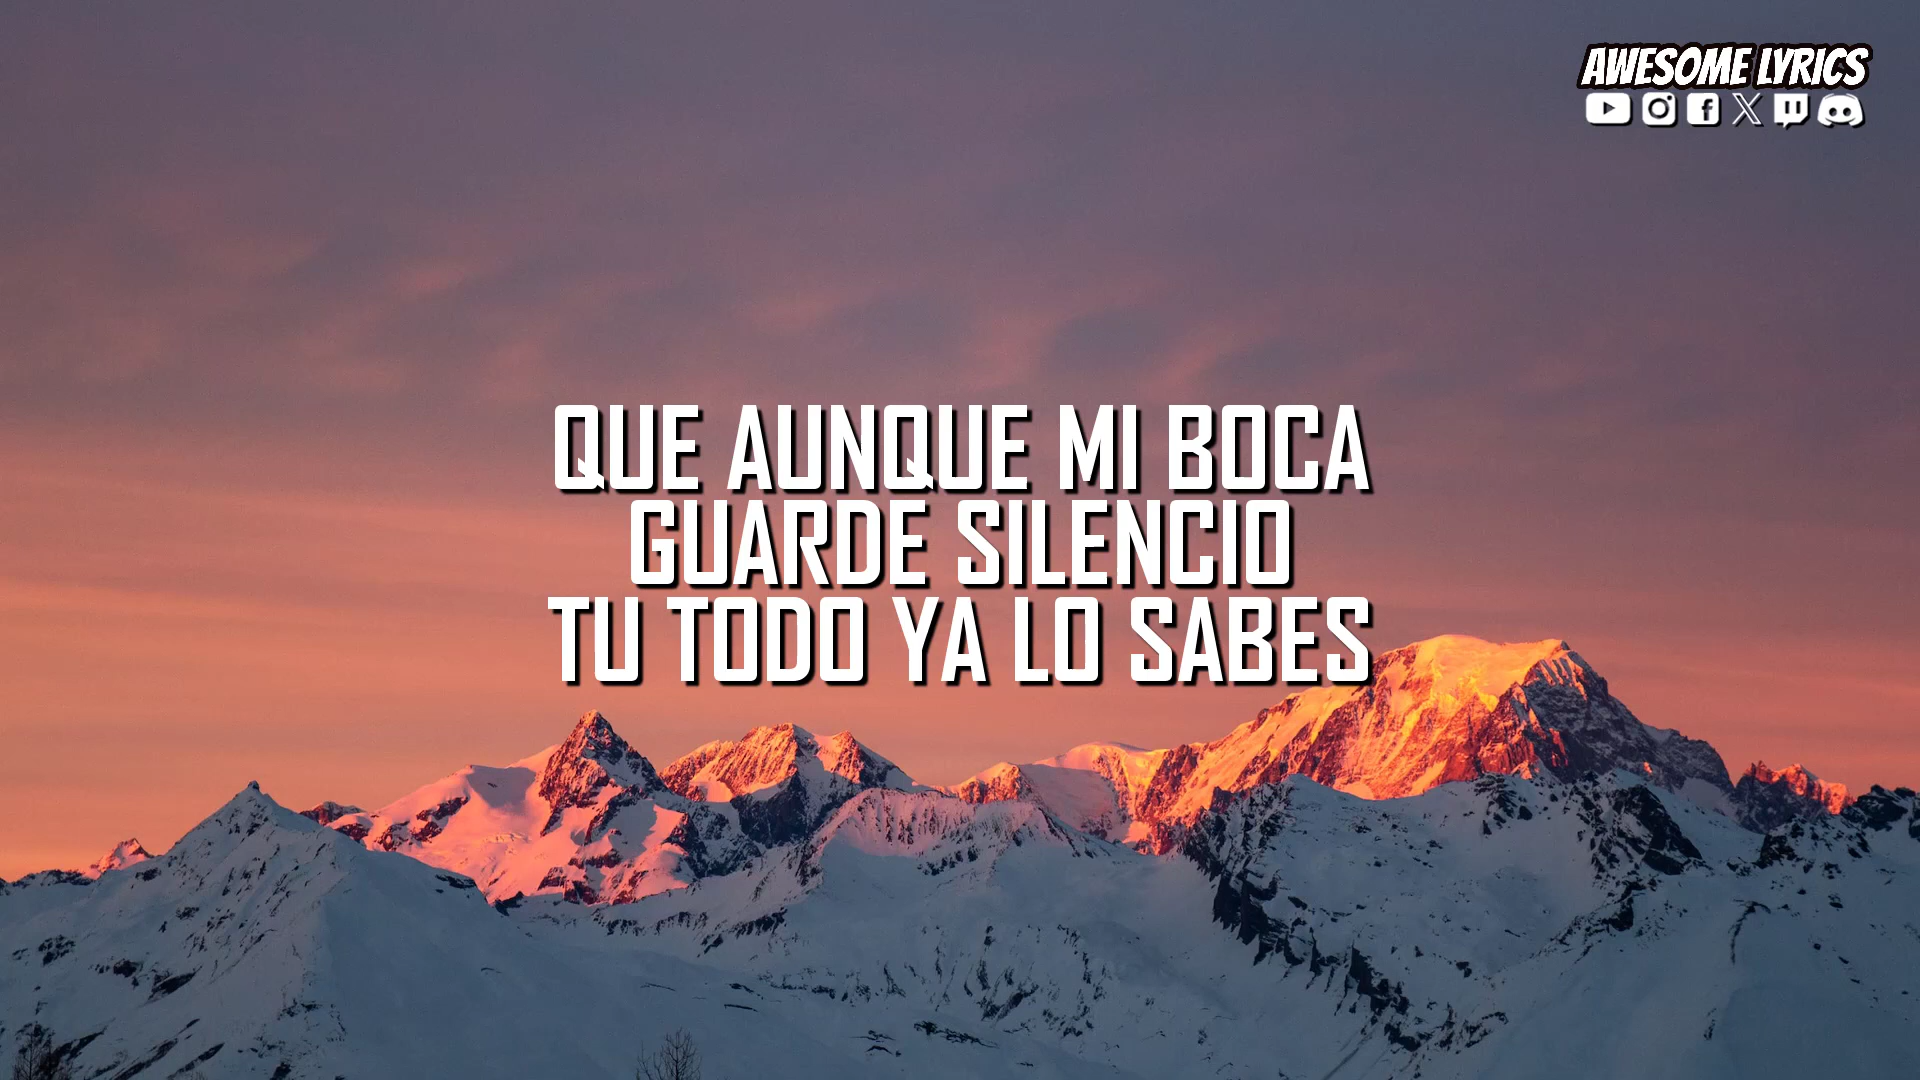 AWESOME LYRICS
QUE AUNQUE MI BOCA
GUARDE SILENCIO
TU TODO YA LO SABES